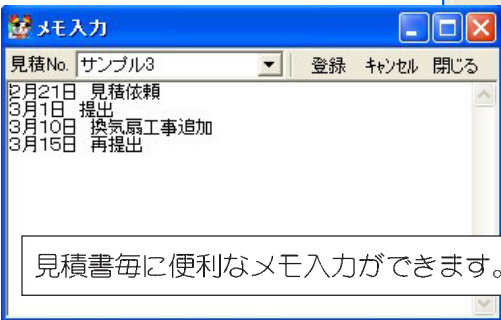 メモ入力
見積No. サンプル3 登録 キャンセル 閉じる
2月21日 見積依頼
3月1日 提出
3月10日 換気扇工事追加
3月15日 再提出
見積書毎に便利なメモ入力ができます。